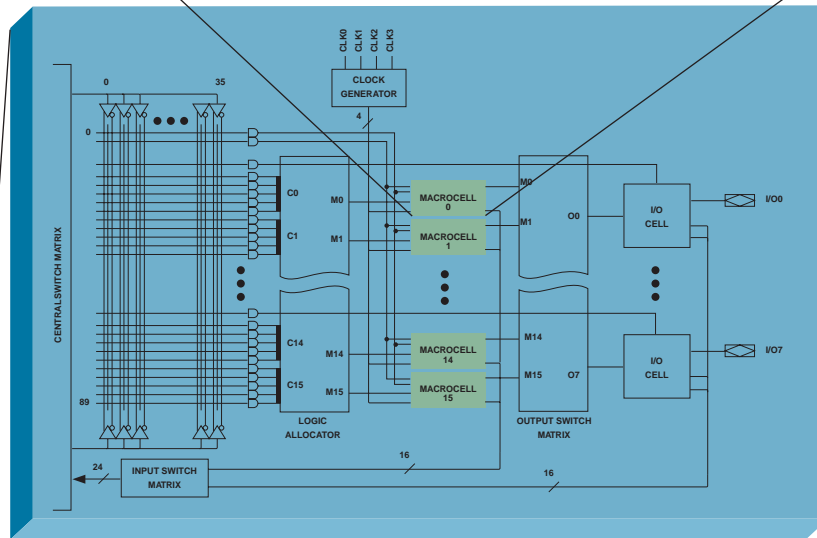 CLK0
CLK1
CLK2
CLK3
CLOCK
GENERATOR
4
0
35
0
CENTRALSWITCH MATRIX
C0
M0
C1
M1
MACROCELL
0
MACROCELL
1
M0
M1
O0
I/O
CELL
I/O0
C14
M14
C15
M15
MACROCELL
14
MACROCELL
15
M14
M15
O7
I/O
CELL
I/O7
89
LOGIC
ALLOCATOR
OUTPUT SWITCH
MATRIX
24
INPUT SWITCH
MATRIX
16
16